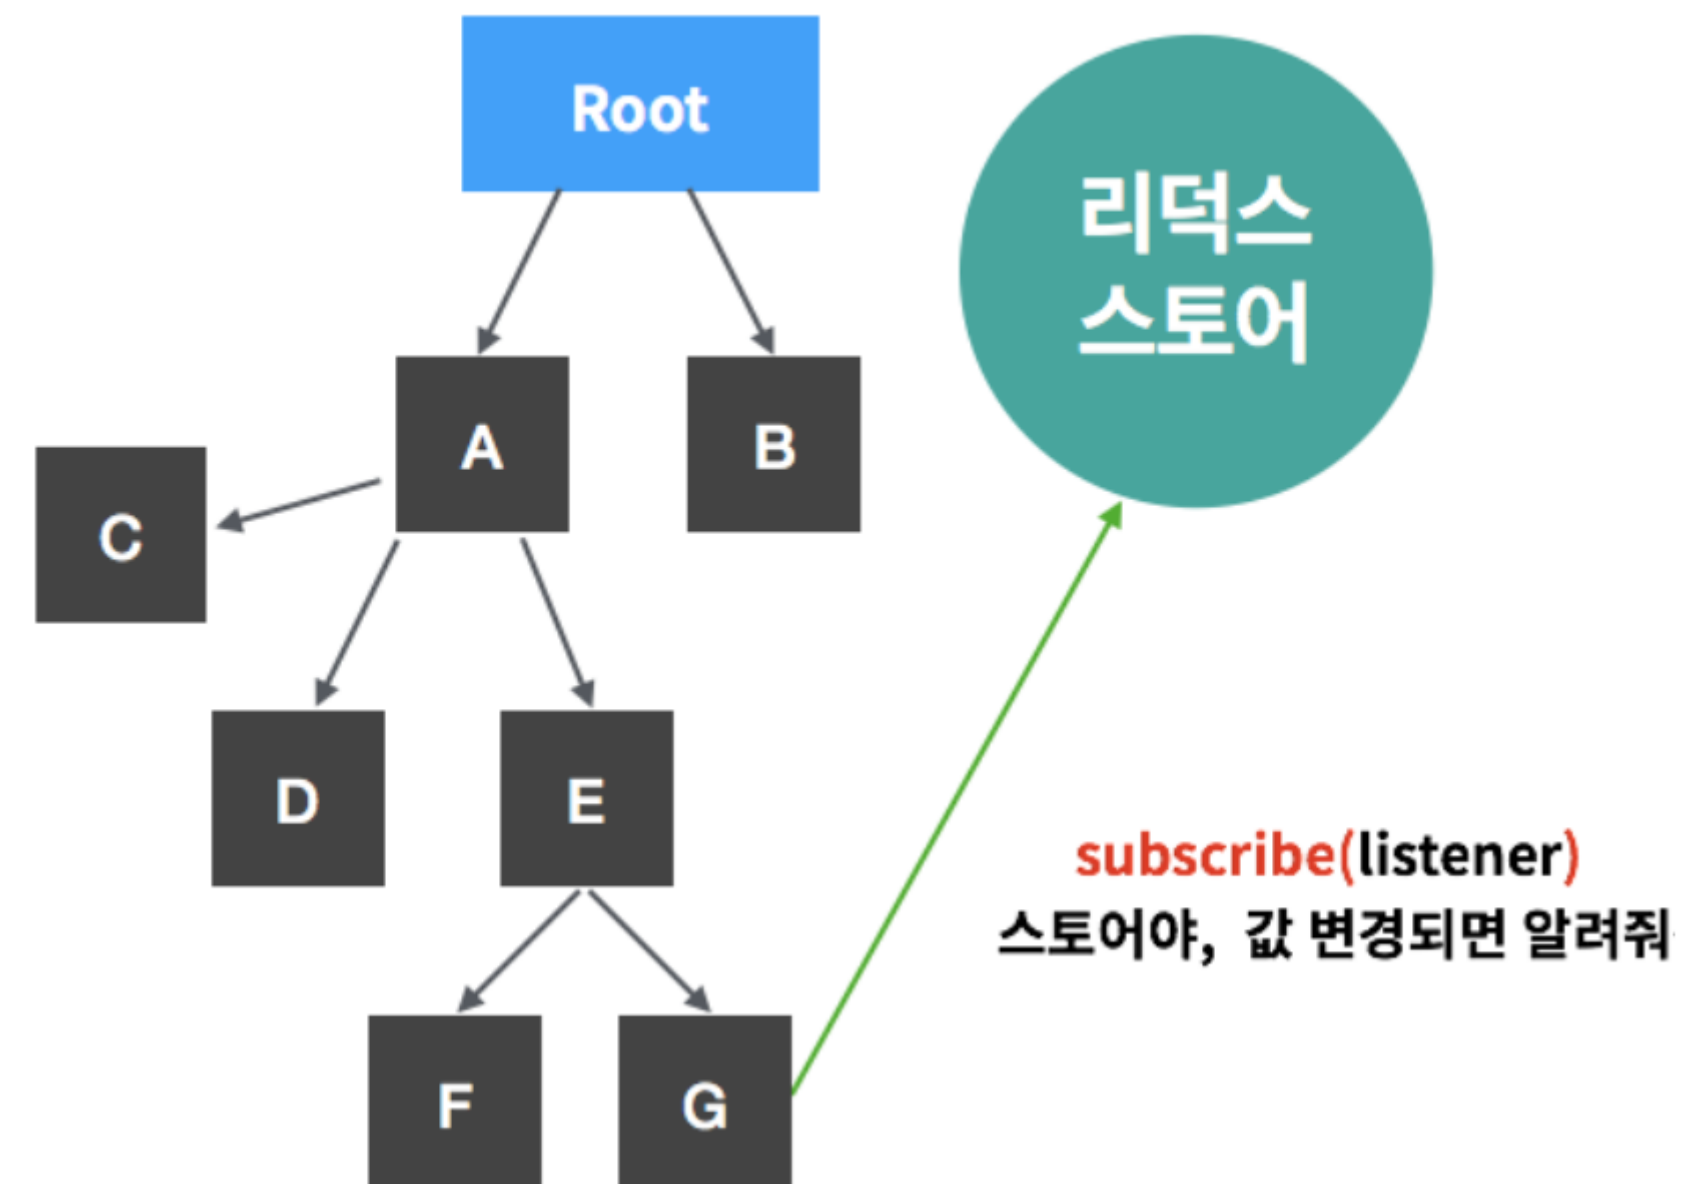 Root
리덕스
스토어
A
B
C
D
E
subscribe(listener)
스토어야, 값 변경되면 알려줘
F
G